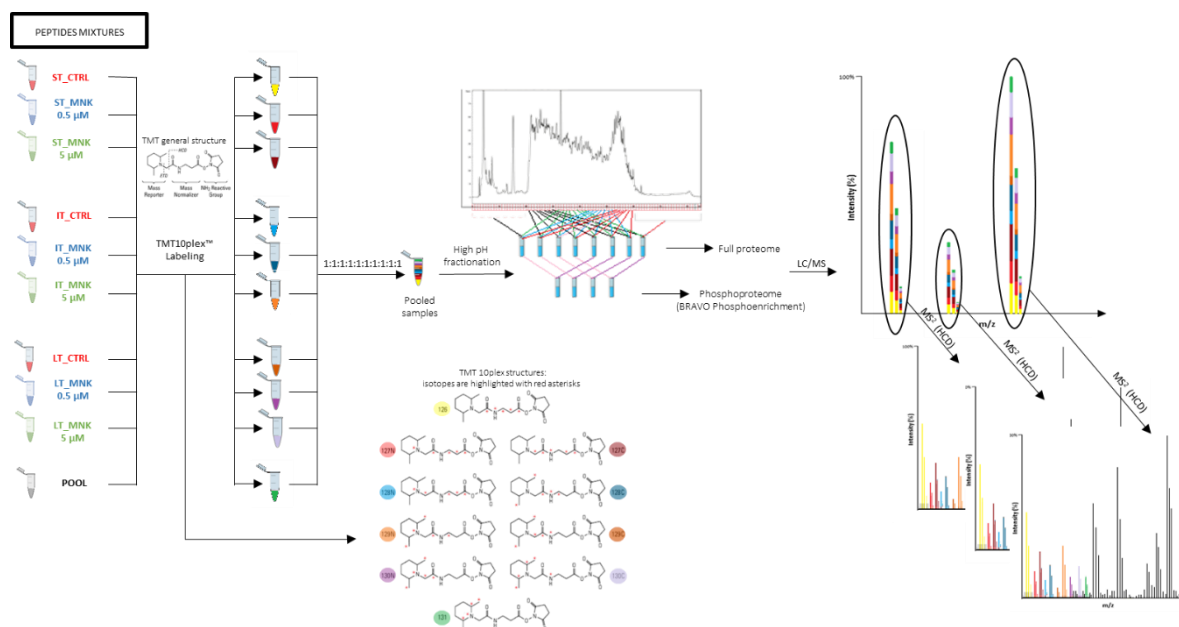 PEPTIDES MIXTURES
ST_CTRL
ST_MNK
0.5 µM
ST_MNK
5 µM
IT_CTRL
IT_MNK
0.5 µM
IT_MNK
5 µM
LT_CTRL
LT_MNK
0.5 µM
LT_MNK
5 µM
POOL
TMT general structure
HCD
ETD
Mass
Reporter
Mass
Normalizer
NH₂ Reactive
Group
TMT10plex™
Labeling
1:1:1:1:1:1:1:1:1:1
Pooled
samples
High pH
fractionation
Full proteome
Phosphoproteome
(BRAVO Phosphoenrichment)
LC/MS
TMT 10plex structures:
isotopes are highlighted with red asterisks
126
127N
127C
128N
128C
129N
129C
130N
130C
131
100%
Intensity (%)
m/z
MS² (HCD)
MS² (HCD)
MS² (HCD)
Intensity (%)
Intensity (%)
Intensity (%)
m/z